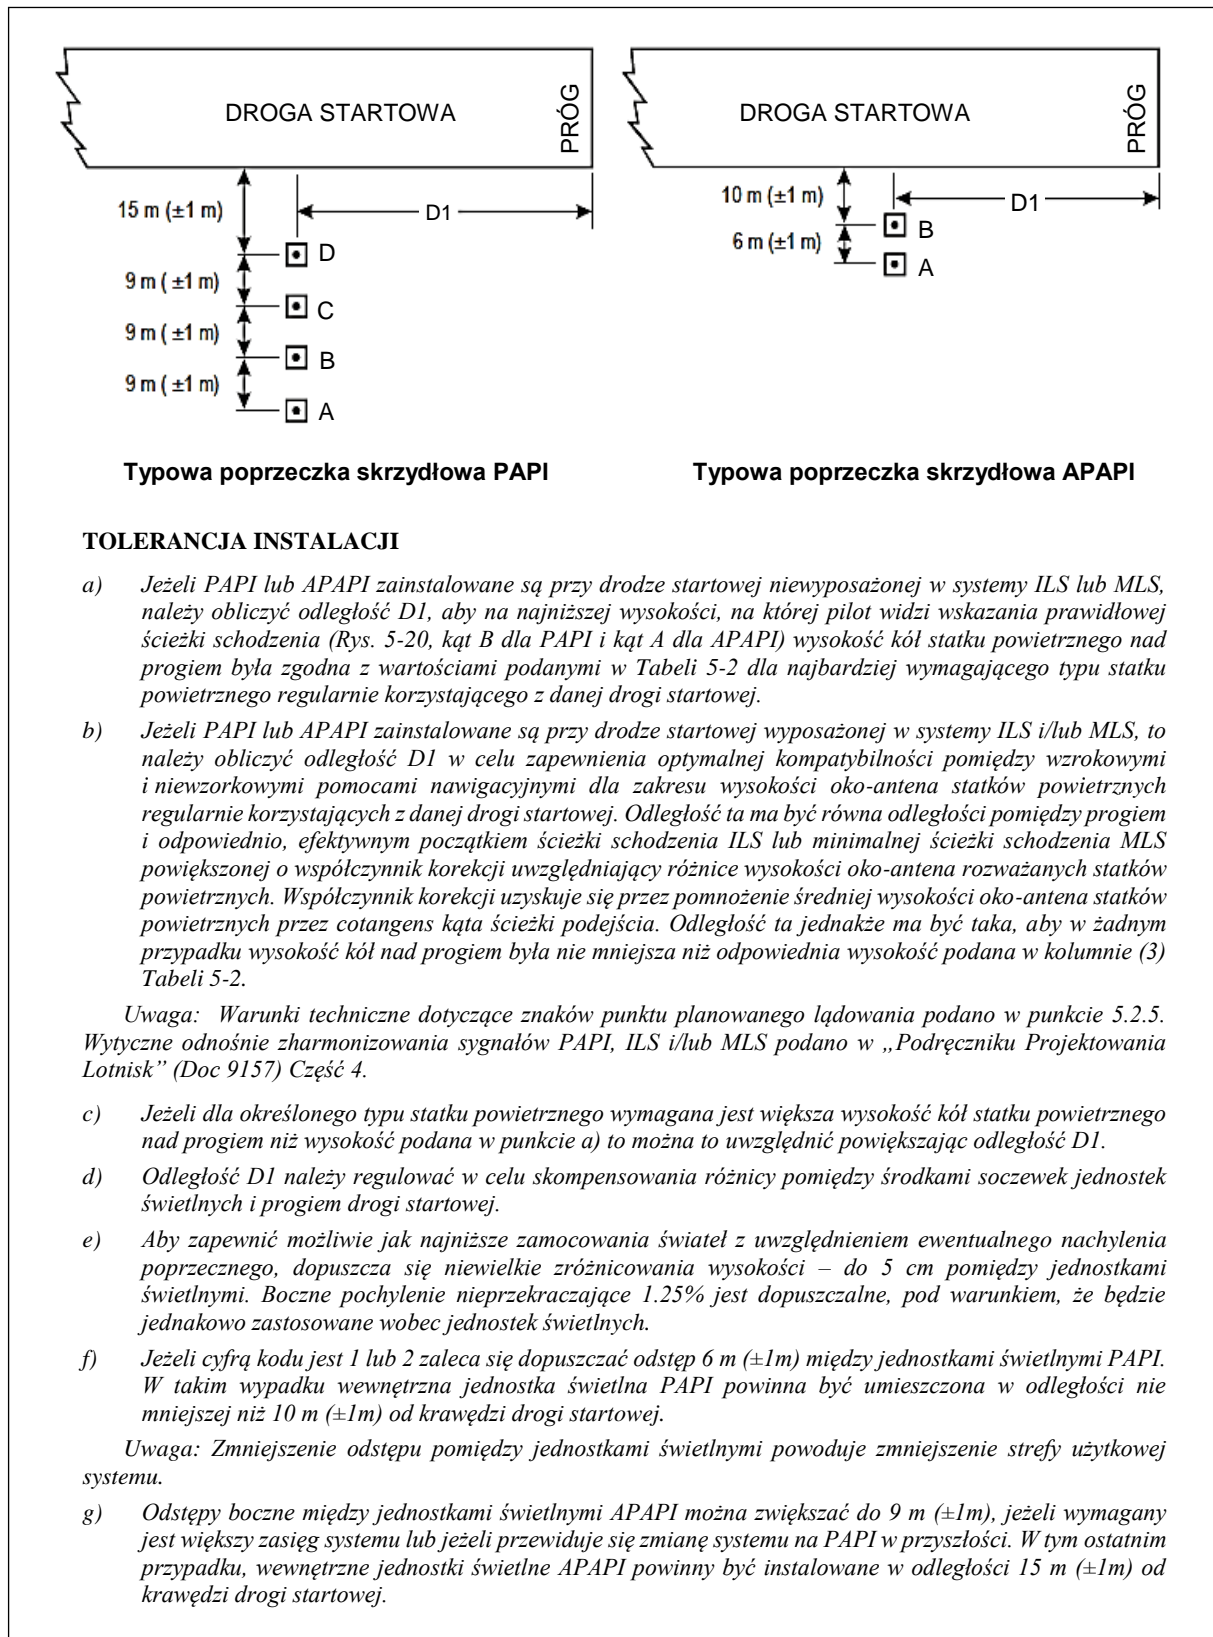 DROGA STARTOWA
PRÓG
15 m (±1 m)
D1
D
9 m ( ±1 m)
C
9 m ( ±1 m)
B
9 m ( ±1 m)
A
Typowa poprzeczka skrzydłowa PAPI
DROGA STARTOWA
PRÓG
10 m (±1 m)
D1
B
6 m (±1 m)
A
Typowa poprzeczka skrzydłowa APAPI
TOLERANCJA INSTALACJI
a) Jeżeli PAPI lub APAPI zainstalowane są przy drodze startowej niewyposażonej w systemy ILS lub MLS,
należy obliczyć odległość D1, aby na najniższej wysokości, na której pilot widzi wskazania prawidłowej
ścieżki schodzenia (Rys. 5-20, kąt B dla PAPI i kąt A dla APAPI) wysokość kół statku powietrznego nad
progiem była zgodna z wartościami podanymi w Tabeli 5-2 dla najbardziej wymagającego typu statku
powietrznego regularnie korzystającego z danej drogi startowej.
b) Jeżeli PAPI lub APAPI zainstalowane są przy drodze startowej wyposażonej w systemy ILS i/lub MLS, to
należy obliczyć odległość D1 w celu zapewnienia optymalnej kompatybilności pomiędzy wzrokowymi
i niewzorkowymi pomocami nawigacyjnymi dla zakresu wysokości oko-antena statków powietrznych
regularnie korzystających z danej drogi startowej. Odległość ta ma być równa odległości pomiędzy progiem
i odpowiednio, efektywnym początkiem ścieżki schodzenia ILS lub minimalnej ścieżki schodzenia MLS
powiększonej o współczynnik korekcji uwzględniający różnice wysokości oko-antena rozważanych statków
powietrznych. Współczynnik korekcji uzyskuje się przez pomnożenie średniej wysokości oko-antena statków
powietrznych przez cotangens kąta ścieżki podejścia. Odległość ta jednakże ma być taka, aby w żadnym
przypadku wysokość kół nad progiem była nie mniejsza niż odpowiednia wysokość podana w kolumnie (3)
Tabeli 5-2.
Uwaga: Warunki techniczne dotyczące znaków punktu planowanego lądowania podano w punkcie 5.2.5.
Wytyczne odnośnie zharmonizowania sygnałów PAPI, ILS i/lub MLS podano w „Podręczniku Projektowania
Lotnisk” (Doc 9157) Część 4.
c) Jeżeli dla określonego typu statku powietrznego wymagana jest większa wysokość kół statku powietrznego
nad progiem niż wysokość podana w punkcie a) to można to uwzględnić powiększając odległość D1.
d) Odległość D1 należy regulować w celu skompensowania różnicy pomiędzy środkami soczewek jednostek
świetlnych i progiem drogi startowej.
e) Aby zapewnić możliwie jak najniższe zamocowania świateł z uwzględnieniem ewentualnego nachylenia
poprzecznego, dopuszcza się niewielkie zróżnicowania wysokości – do 5 cm pomiędzy jednostkami
świetlnymi. Boczne pochylenie nieprzekraczające 1.25% jest dopuszczalne, pod warunkiem, że będzie
jednakowo zastosowane wobec jednostek świetlnych.
f) Jeżeli cyfrą kodu jest 1 lub 2 zaleca się dopuszczać odstęp 6 m (±1m) między jednostkami świetlnymi PAPI.
W takim wypadku wewnętrzna jednostka świetlna PAPI powinna być umieszczona w odległości nie
mniejszej niż 10 m (±1m) od krawędzi drogi startowej.
Uwaga: Zmniejszenie odstępu pomiędzy jednostkami świetlnymi powoduje zmniejszenie strefy użytkowej
systemu.
g) Odstępy boczne między jednostkami świetlnymi APAPI można zwiększać do 9 m (±1m), jeżeli wymagany
jest większy zasięg systemu lub jeżeli przewiduje się zmianę systemu na PAPI w przyszłości. W tym ostatnim
przypadku, wewnętrzne jednostki świetlne APAPI powinny być instalowane w odległości 15 m (±1m) od
krawędzi drogi startowej.